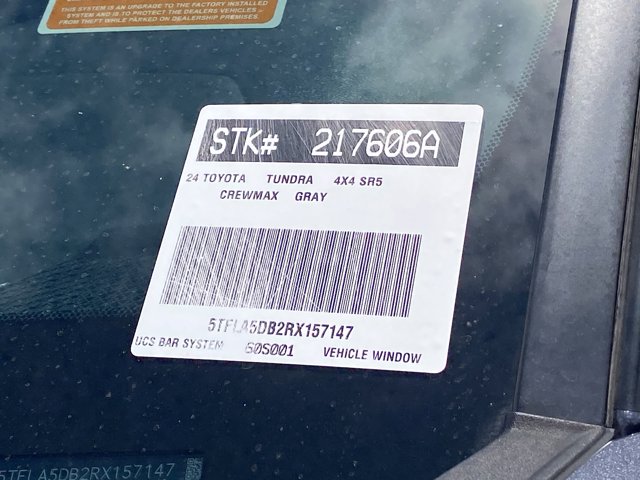 THIS SYSTEM IS AN UPGRADE TO THE FACTORY INSTALLED
SYSTEM AND IS TO PROTECT THE DEALERS VEHICLES
FROM THEFT WHILE PARKED ON DEALERSHIP PREMISES
STK# 217606A
24 TOYOTA TUNDRA 4X4 SR5
CREWMAX GRAY
5TFLA5DB2RX157147
UCS BAR SYSTEM 60S001 VEHICLE WINDOW
5TFLA5DB2RX157147